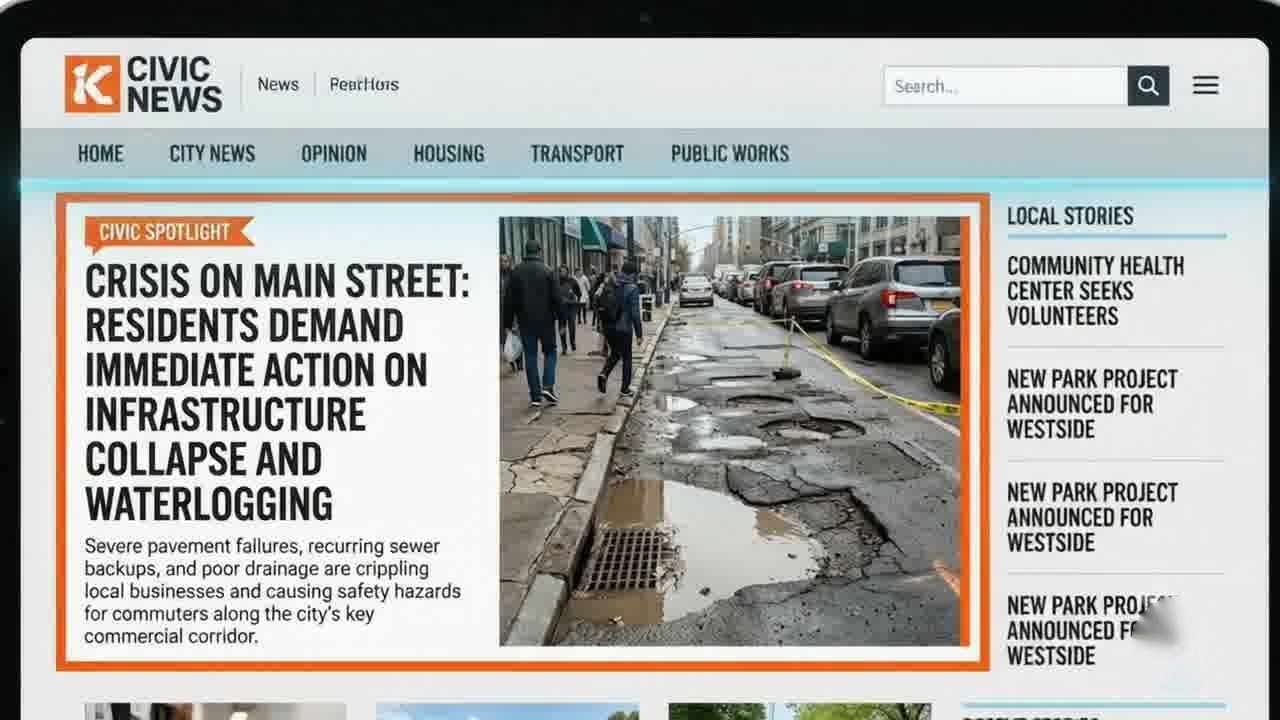 K CIVIC
NEWS
News
Search...
HOME
CITY NEWS
OPINION
HOUSING
TRANSPORT
PUBLIC WORKS
CIVIC SPOTLIGHT
CRISIS ON MAIN STREET:
RESIDENTS DEMAND
IMMEDIATE ACTION ON
INFRASTRUCTURE
COLLAPSE AND
WATERLOGGING
Severe pavement failures, recurring sewer
backups, and poor drainage are crippling
local businesses and causing safety hazards
for commuters along the city's key
commercial corridor.
LOCAL STORIES
COMMUNITY HEALTH
CENTER SEEKS
VOLUNTEERS
NEW PARK PROJECT
ANNOUNCED FOR
WESTSIDE
NEW PARK PROJECT
ANNOUNCED FOR
WESTSIDE
NEW PARK
ANNOUNCED
WESTSIDE